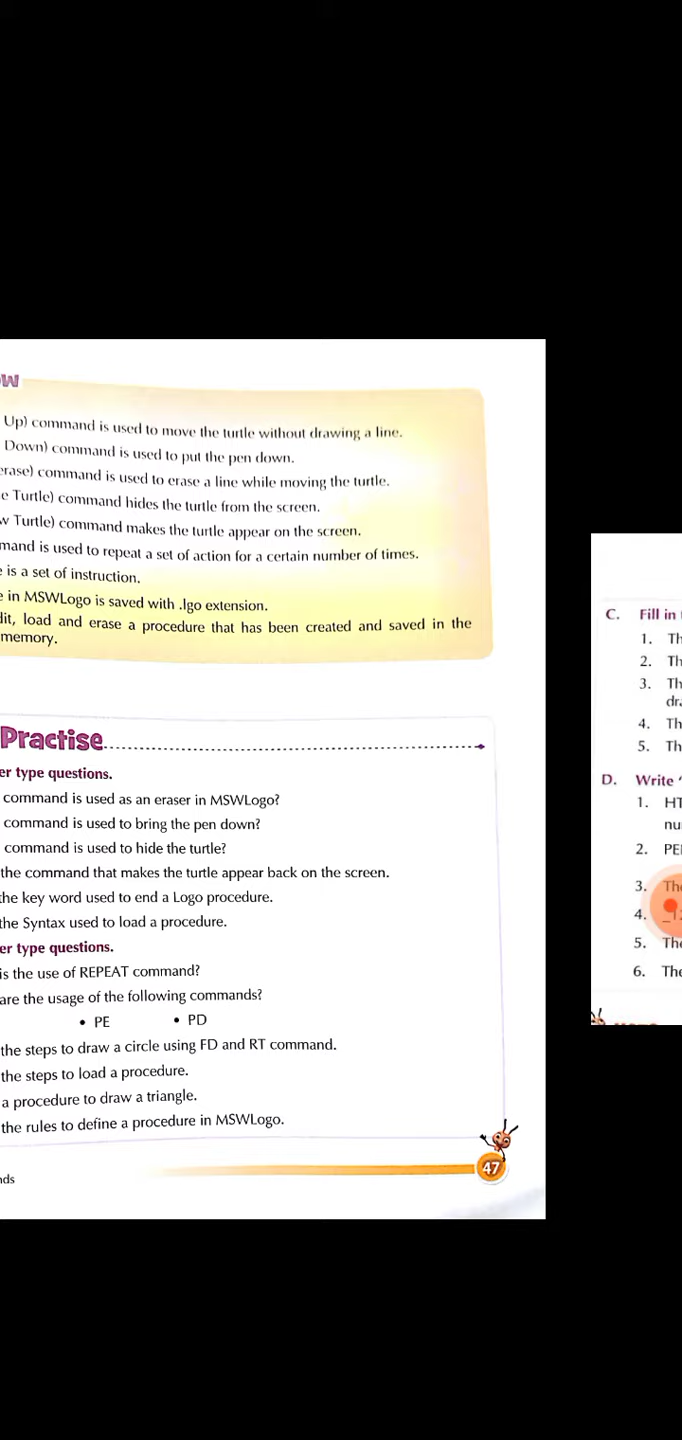 ow
Up) command is used to move the turtle without drawing a line.
Down) command is used to put the pen down.
erase) command is used to erase a line while moving the turtle.
e Turtle) command hides the turtle from the screen.
w Turtle) command makes the turtle appear on the screen.
mand is used to repeat a set of action for a certain number of times.
e is a set of instruction.
e in MSWLogo is saved with .lgo extension.
dit, load and erase a procedure that has been created and saved in the
memory.
Practise
er type questions.
command is used as an eraser in MSWLogo?
command is used to bring the pen down?
command is used to hide the turtle?
the command that makes the turtle appear back on the screen.
the key word used to end a Logo procedure.
the Syntax used to load a procedure.
er type questions.
is the use of REPEAT command?
are the usage of the following commands?
• PE • PD
the steps to draw a circle using FD and RT command.
the steps to load a procedure.
a procedure to draw a triangle.
the rules to define a procedure in MSWLogo.
nds
47
C. Fill in
1. Th
2. Th
3. Th
dra
4. Th
5. Th
D. Write '
1. HT
nu
2. PE
3. The
4.
5. The
6. The